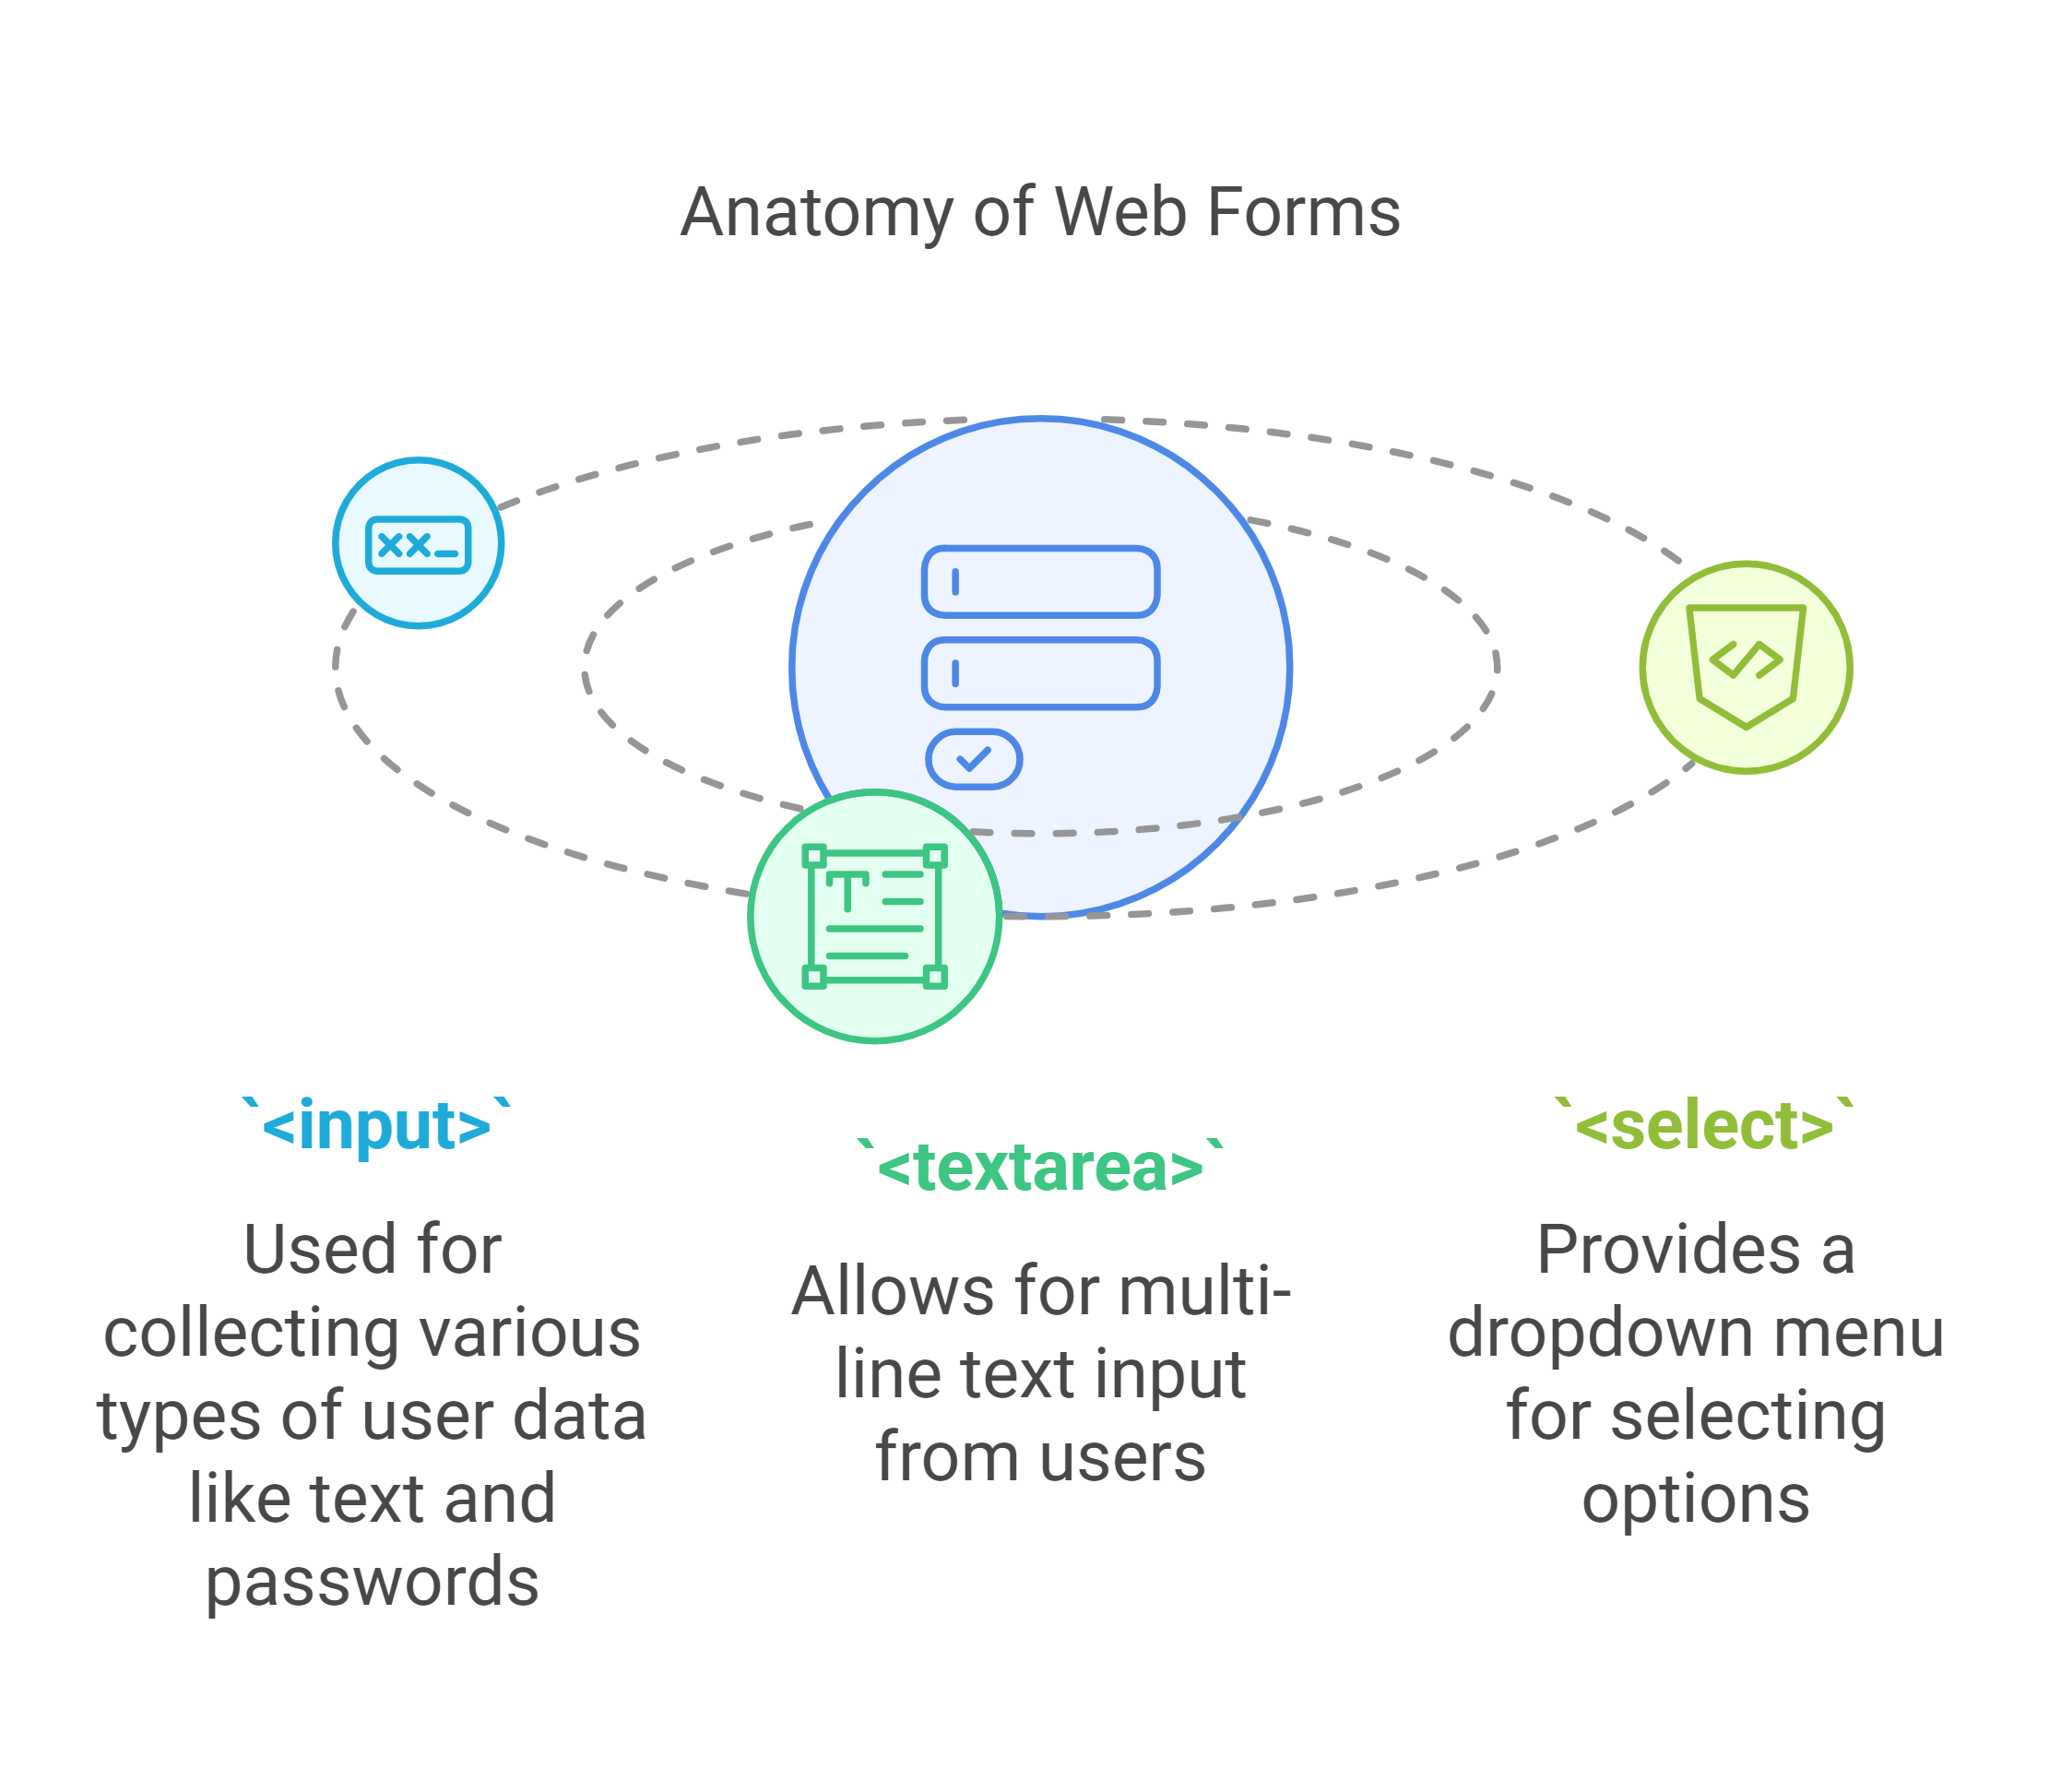 Anatomy of Web Forms
`<input>`
Used for
collecting various
types of user data
like text and
passwords
`<textarea>`
Allows for multi-
line text input
from users
`<select>`
Provides a
dropdown menu
for selecting
options